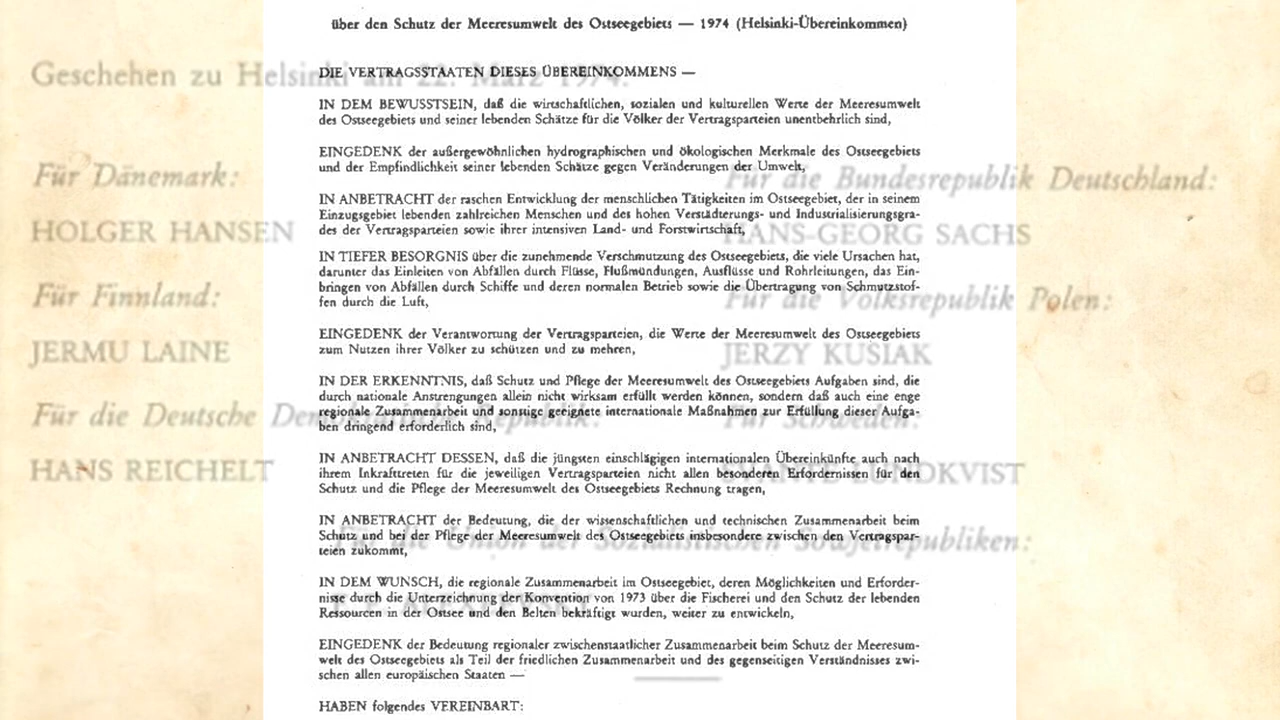 über den Schutz der Meeresumwelt des Ostseegebiets — 1974 (Helsinki-Übereinkommen)
DIE VERTRAGSSTAATEN DIESES ÜBEREINKOMMENS —
IN DEM BEWUSSTSEIN, daß die wirtschaftlichen, sozialen und kulturellen Werte der Meeresumwelt
des Ostseegebiets und seiner lebenden Schätze für die Völker der Vertragsparteien unentbehrlich sind,
EINGEDENK der außergewöhnlichen hydrographischen und ökologischen Merkmale des Ostseegebiets
und der Empfindlichkeit seiner lebenden Schätze gegen Veränderungen der Umwelt,
IN ANBETRACHT der raschen Entwicklung der menschlichen Tätigkeiten im Ostseegebiet, der in seinem
Einzugsgebiet lebenden zahlreichen Menschen und des hohen Verstädterungs- und Industrialisierungsgra-
des der Vertragsparteien sowie ihrer intensiven Land- und Forstwirtschaft,
IN TIEFER BESORGNIS über die zunehmende Verschmutzung des Ostseegebiets, die viele Ursachen hat,
darunter das Einleiten von Abfällen durch Flüsse, Flußmündungen, Ausflüsse und Rohrleitungen, das Ein-
bringen von Abfällen durch Schiffe und deren normalen Betrieb sowie die Übertragung von Schmutzstof-
fen durch die Luft,
EINGEDENK der Verantwortung der Vertragsparteien, die Werte der Meeresumwelt des Ostseegebiets
zum Nutzen ihrer Völker zu schützen und zu mehren,
IN DER ERKENNTNIS, daß Schutz und Pflege der Meeresumwelt des Ostseegebiets Aufgaben sind, die
durch nationale Anstrengungen allein nicht wirksam erfüllt werden können, sondern daß auch eine enge
regionale Zusammenarbeit und sonstige geeignete internationale Maßnahmen zur Erfüllung dieser Aufga-
ben dringend erforderlich sind,
IN ANBETRACHT DESSEN, daß die jüngsten einschlägigen internationalen Übereinkünfte auch nach
ihrem Inkrafttreten für die jeweiligen Vertragsparteien nicht allen besonderen Erfordernissen für den
Schutz und die Pflege der Meeresumwelt des Ostseegebiets Rechnung tragen,
IN ANBETRACHT der Bedeutung, die der wissenschaftlichen und technischen Zusammenarbeit beim
Schutz und bei der Pflege der Meeresumwelt des Ostseegebiets insbesondere zwischen den Vertragspar-
teien zukommt,
IN DEM WUNSCH, die regionale Zusammenarbeit im Ostseegebiet, deren Möglichkeiten und Erforder-
nisse durch die Unterzeichnung der Konvention von 1973 über die Fischerei und den Schutz der lebenden
Ressourcen in der Ostsee und den Belten bekräftigt wurden, weiter zu entwickeln,
EINGEDENK der Bedeutung regionaler zwischenstaatlicher Zusammenarbeit beim Schutz der Meeresum-
welt des Ostseegebiets als Teil der friedlichen Zusammenarbeit und des gegenseitigen Verständnisses zwi-
schen allen europäischen Staaten —
HABEN folgendes VEREINBART:
Geschehen zu Helsinki am 22. März 1974.
Für Dänemark:
HOLGER HANSEN
Für die Bundesrepublik Deutschland:
HANS-GEORG SACHS
Für Finnland:
JERMU LAINE
Für die Volksrepublik Polen:
JERZY KUSIAK
Für die Deutsche Demokratische Republik:
HANS REICHELT
Für Schweden:
SVANTE LUNDKVIST
Für die Union der Sozialistischen Sowjetrepubliken: